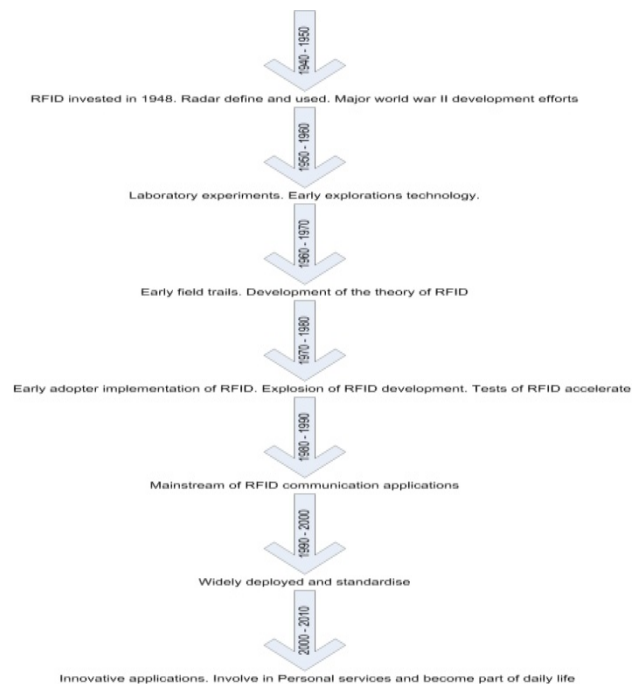 1940 - 1950
RFID invested in 1948. Radar define and used. Major world war II development efforts
1950 - 1960
Laboratory experiments. Early explorations technology.
1960 - 1970
Early field trails. Development of the theory of RFID
1970 - 1980
Early adopter implementation of RFID. Explosion of RFID development. Tests of RFID accelerate
1980 - 1990
Mainstream of RFID communication applications
1990 - 2000
Widely deployed and standardise
2000 - 2010
Innovative applications. Involve in Personal services and become part of daily life